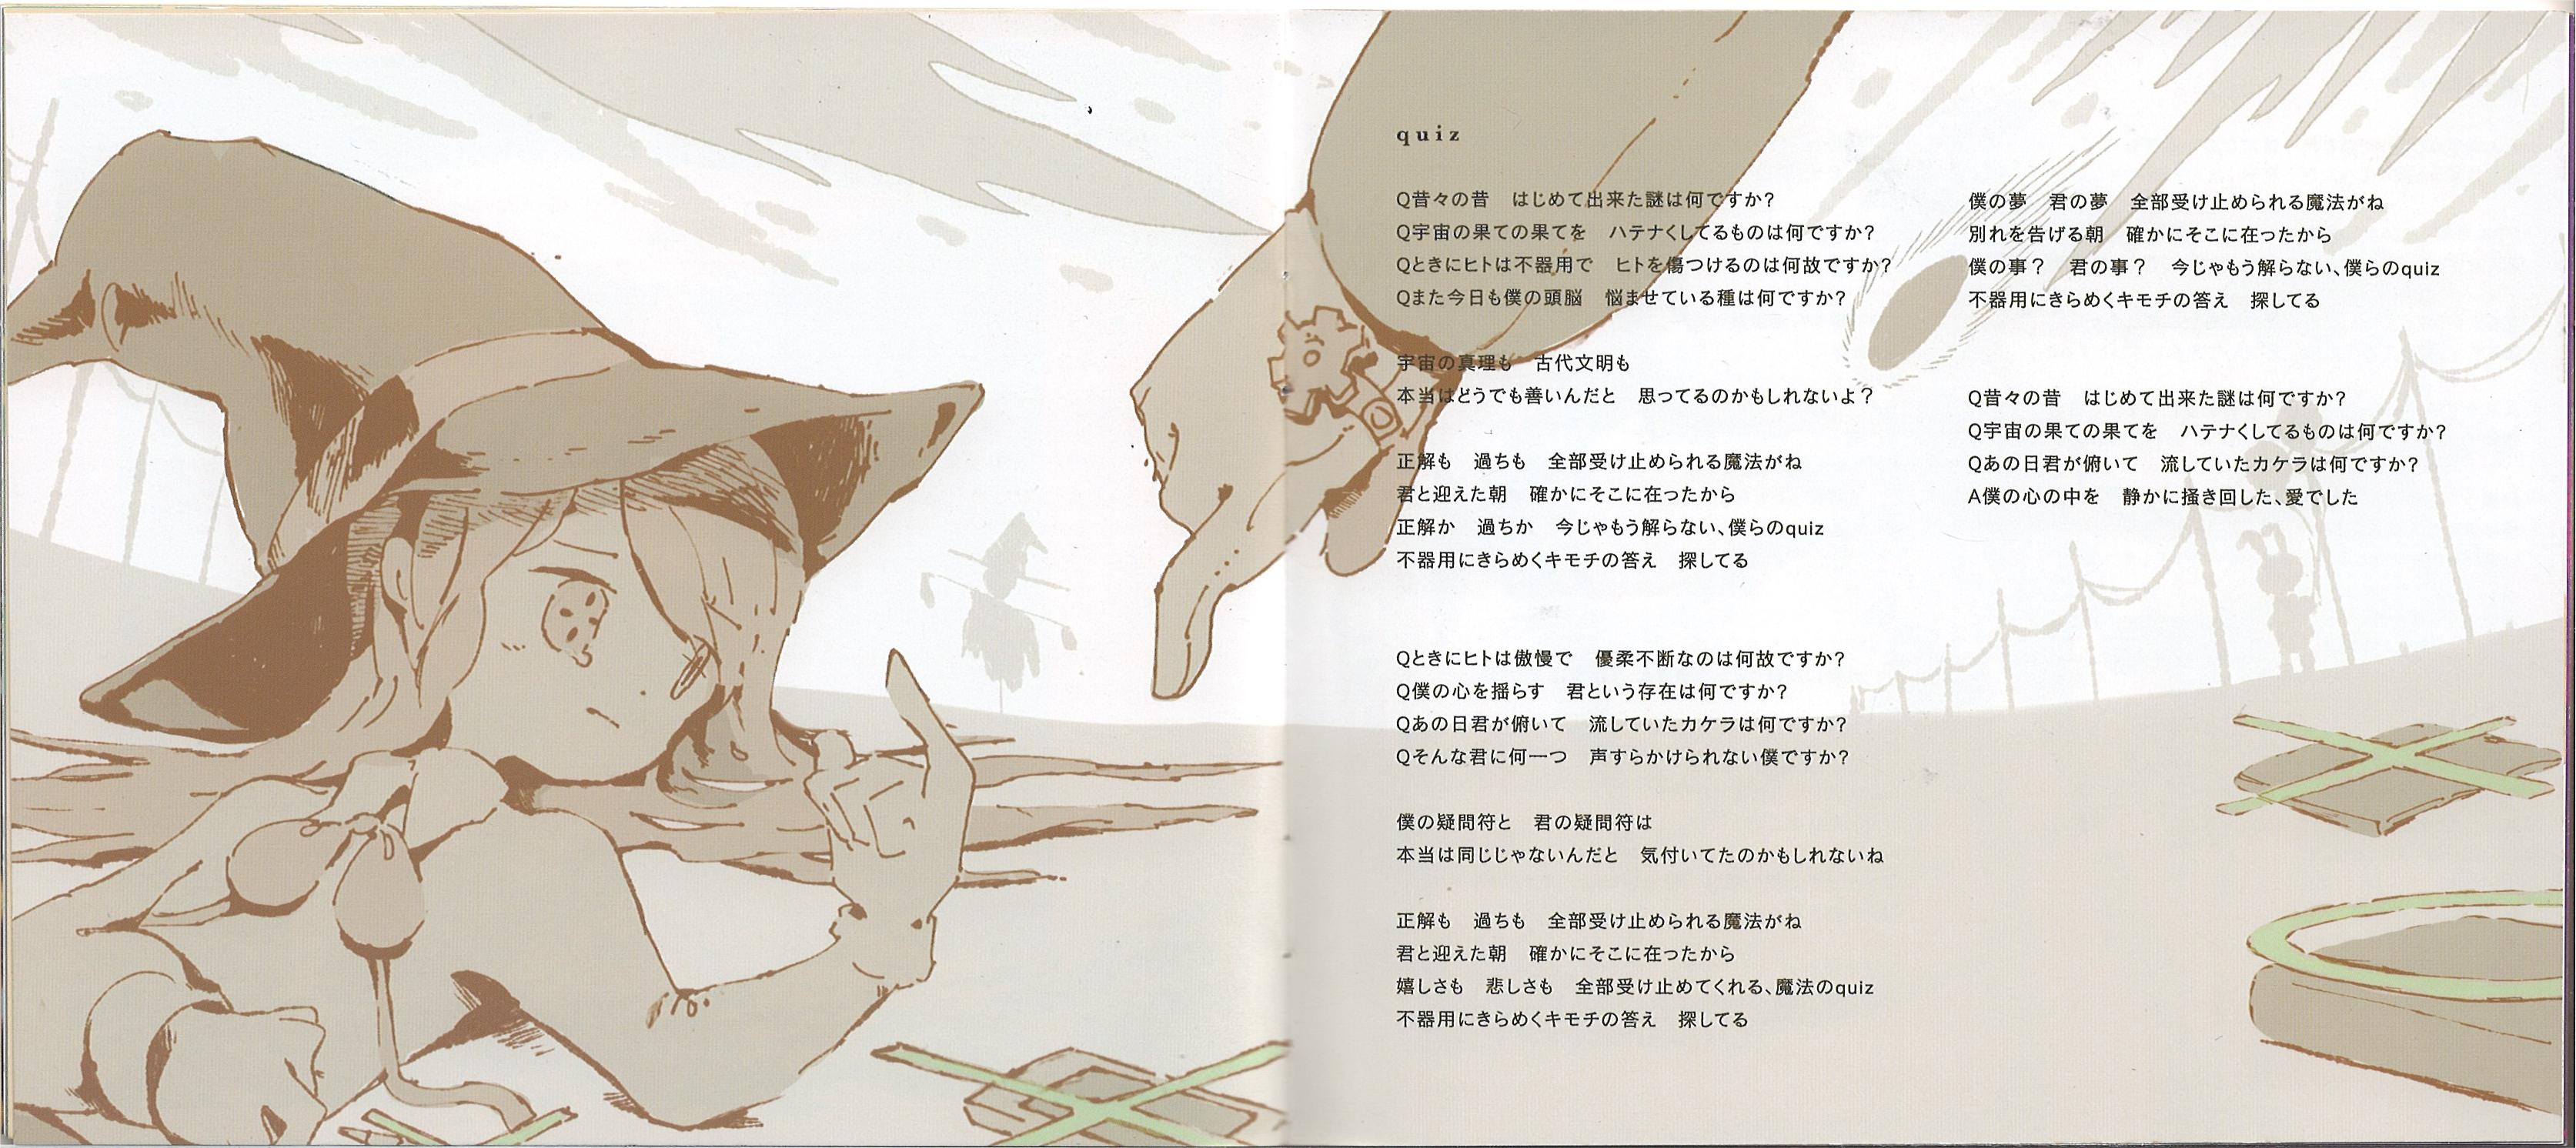 quiz
Q昔々の昔　はじめて出来た謎は何ですか?
Q宇宙の果ての果てを　ハテナくしてるものは何ですか?
Qときにヒトは不器用で　ヒトを傷つけるのは何故ですか?
Qまた今日も僕の頭脳　悩ませている種は何ですか?
宇宙の真理も　古代文明も
本当はどうでも善いんだと　思ってるのかもしれないよ?
正解も　過ちも　全部受け止められる魔法がね
君と迎えた朝　確かにそこに在ったから
正解か　過ちか　今じゃもう解らない、僕らのquiz
不器用にきらめくキモチの答え　探してる
Qときにヒトは傲慢で　優柔不断なのは何故ですか?
Q僕の心を揺らす　君という存在は何ですか?
Qあの日君が俯いて　流していたカケラは何ですか?
Qそんな君に何一つ　声すらかけられない僕ですか?
僕の疑問符と　君の疑問符は
本当は同じじゃないんだと　気付いてたのかもしれないね
正解も　過ちも　全部受け止められる魔法がね
君と迎えた朝　確かにそこに在ったから
嬉しさも　悲しさも　全部受け止めてくれる、魔法のquiz
不器用にきらめくキモチの答え　探してる
僕の夢　君の夢　全部受け止められる魔法がね
別れを告げる朝　確かにそこに在ったから
僕の事?　君の事?　今じゃもう解らない、僕らのquiz
不器用にきらめくキモチの答え　探してる
Q昔々の昔　はじめて出来た謎は何ですか?
Q宇宙の果ての果てを　ハテナくしてるものは何ですか?
Qあの日君が俯いて　流していたカケラは何ですか?
A僕の心の中を　静かに掻き回した、愛でした